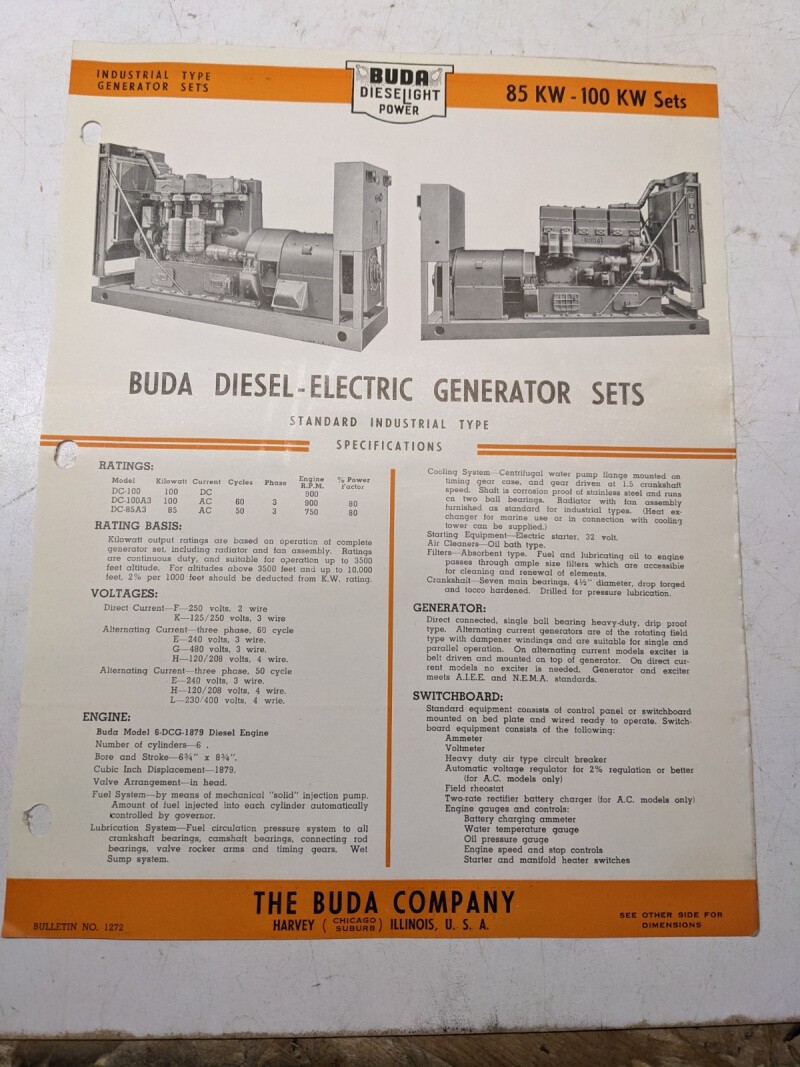 INDUSTRIAL TYPE
GENERATOR SETS
BUDA
DIESELIGHT
POWER
85 KW - 100 KW Sets
BUDA
BUDA
BUDA DIESEL-ELECTRIC GENERATOR SETS
STANDARD INDUSTRIAL TYPE
SPECIFICATIONS
RATINGS:
Model Kilowatt Current Cycles Phase Engine R.P.M. % Power Factor
DC-100 100 DC 900
DC-100A3 100 AC 60 3 900 80
DC-85A3 85 AC 50 3 750 80
RATING BASIS:
Kilowatt output ratings are based on operation of complete
generator set, including radiator and fan assembly. Ratings
are continuous duty, and suitable for operation up to 3500
feet altitude. For altitudes above 3500 feet and up to 10,000
feet, 2% per 1000 feet should be deducted from K.W. rating.
VOLTAGES:
Direct Current—F—250 volts, 2 wire
K—125/250 volts, 3 wire
Alternating Current—three phase, 60 cycle
E—240 volts, 3 wire.
G—480 volts, 3 wire.
H—120/208 volts, 4 wire.
Alternating Current—three phase, 50 cycle
E—240 volts, 3 wire.
H—120/208 volts, 4 wire.
L—230/400 volts, 4 wrie.
ENGINE:
Buda Model 6-DCG-1879 Diesel Engine
Number of cylinders—6 .
Bore and Stroke—6¾" x 8¾".
Cubic Inch Displacement—1879.
Valve Arrangement—in head.
Fuel System—by means of mechanical "solid" injection pump.
Amount of fuel injected into each cylinder automatically
controlled by governor.
Lubrication System—Fuel circulation pressure system to all
crankshaft bearings, camshaft bearings, connecting rod
bearings, valve rocker arms and timing gears. Wet
Sump system.
Cooling System—Centrifugal water pump flange mounted on
timing gear case, and gear driven at 1.5 crankshaft
speed. Shaft is corrosion proof of stainless steel and runs
on two ball bearings. Radiator with fan assembly
furnished as standard for industrial types. (Heat ex-
changer for marine use or in connection with cooling
tower can be supplied.)
Starting Equipment—Electric starter, 32 volt.
Air Cleaners—Oil bath type.
Filters—Absorbent type. Fuel and lubricating oil to engine
passes through ample size filters which are accessible
for cleaning and renewal of elements.
Crankshaft—Seven main bearings, 4½" diameter, drop forged
and tocco hardened. Drilled for pressure lubrication.
GENERATOR:
Direct connected, single ball bearing heavy-duty, drip proof
type. Alternating current generators are of the rotating field
type with dampener windings and are suitable for single and
parallel operation. On alternating current models exciter is
belt driven and mounted on top of generator. On direct cur-
rent models no exciter is needed. Generator and exciter
meets A.I.E.E. and N.E.M.A. standards.
SWITCHBOARD:
Standard equipment consists of control panel or switchboard
mounted on bed plate and wired ready to operate. Switch-
board equipment consists of the following:
Ammeter
Voltmeter
Heavy duty air type circuit breaker
Automatic voltage regulator for 2% regulation or better
(for A.C. models only)
Field rheostat
Two-rate rectifier battery charger (for A.C. models only)
Engine gauges and controls:
Battery charging ammeter
Water temperature gauge
Oil pressure gauge
Engine speed and stop controls
Starter and manifold heater switches
THE BUDA COMPANY
HARVEY ( CHICAGO SUBURB ) ILLINOIS, U. S. A.
BULLETIN NO. 1272
SEE OTHER SIDE FOR
DIMENSIONS